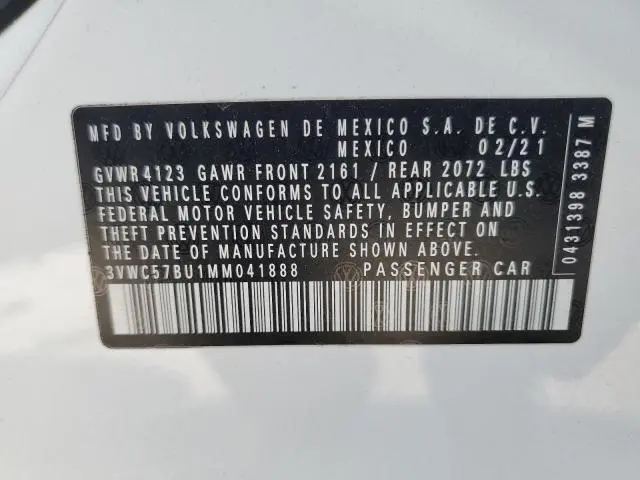 MFD BY VOLKSWAGEN DE MEXICO S.A. DE C.V.
MEXICO 02/21
GVWR 4123 GAWR FRONT 2161 / REAR 2072 LBS
THIS VEHICLE CONFORMS TO ALL APPLICABLE U.S.
FEDERAL MOTOR VEHICLE SAFETY, BUMPER AND
THEFT PREVENTION STANDARDS IN EFFECT ON
THE DATE OF MANUFACTURE SHOWN ABOVE.
3VWC57BU1MM041888 PASSENGER CAR
0431398 3387 M